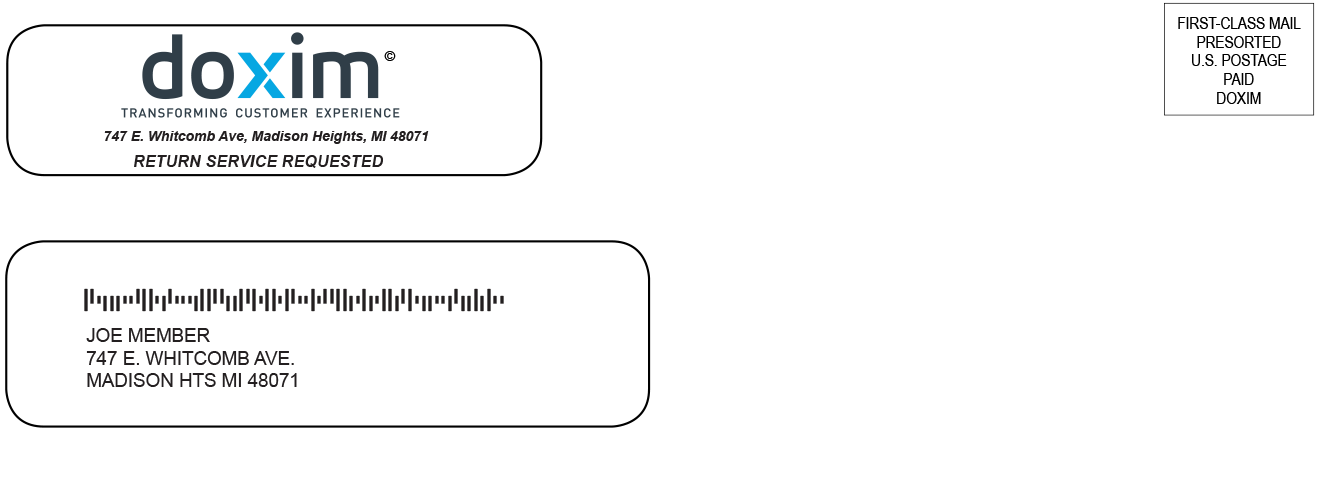 doxim©
TRANSFORMING CUSTOMER EXPERIENCE
747 E. Whitcomb Ave, Madison Heights, MI 48071
RETURN SERVICE REQUESTED
FIRST-CLASS MAIL
PRESORTED
U.S. POSTAGE
PAID
DOXIM
JOE MEMBER
747 E. WHITCOMB AVE.
MADISON HTS MI 48071